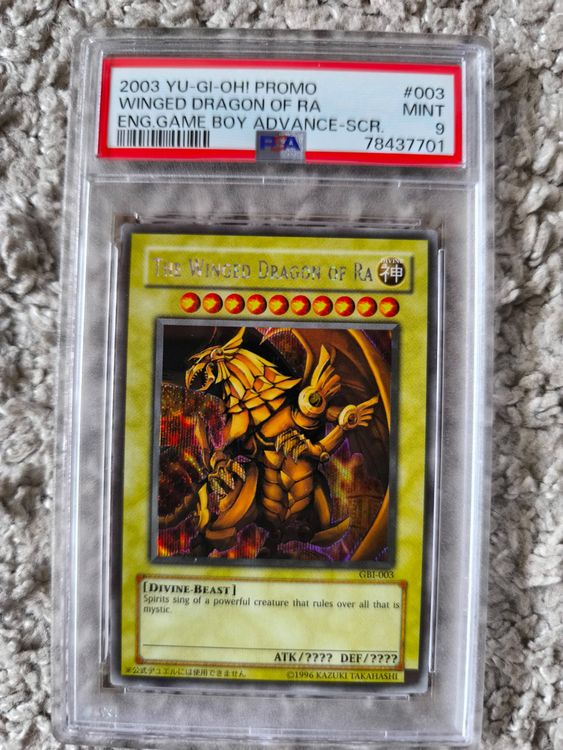 2003 YU-GI-OH! PROMO #003
WINGED DRAGON OF RA MINT
ENG.GAME BOY ADVANCE-SCR. 9
PSA 78437701
THE WINGED DRAGON OF RA
DIVINE
神
GBI-003
[DIVINE-BEAST]
Spirits sing of a powerful creature that rules over all that is
mystic.
ATK/???? DEF/????
※公式デュエルには使用できません。 ©1996 KAZUKI TAKAHASHI